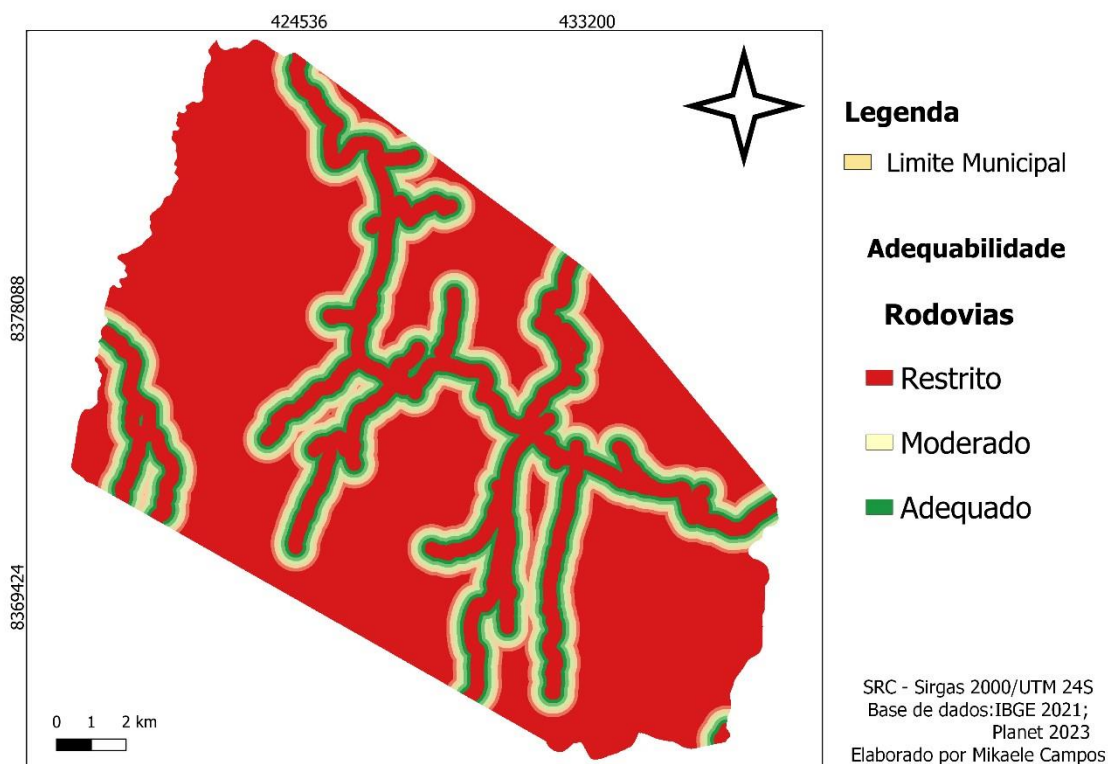 424536
433200
8378088
8369424
Legenda
Limite Municipal
Adequabilidade
Rodovias
Restrito
Moderado
Adequado
0 1 2 km
SRC - Sirgas 2000/UTM 24S
Base de dados:IBGE 2021;
Planet 2023
Elaborado por Mikaele Campos